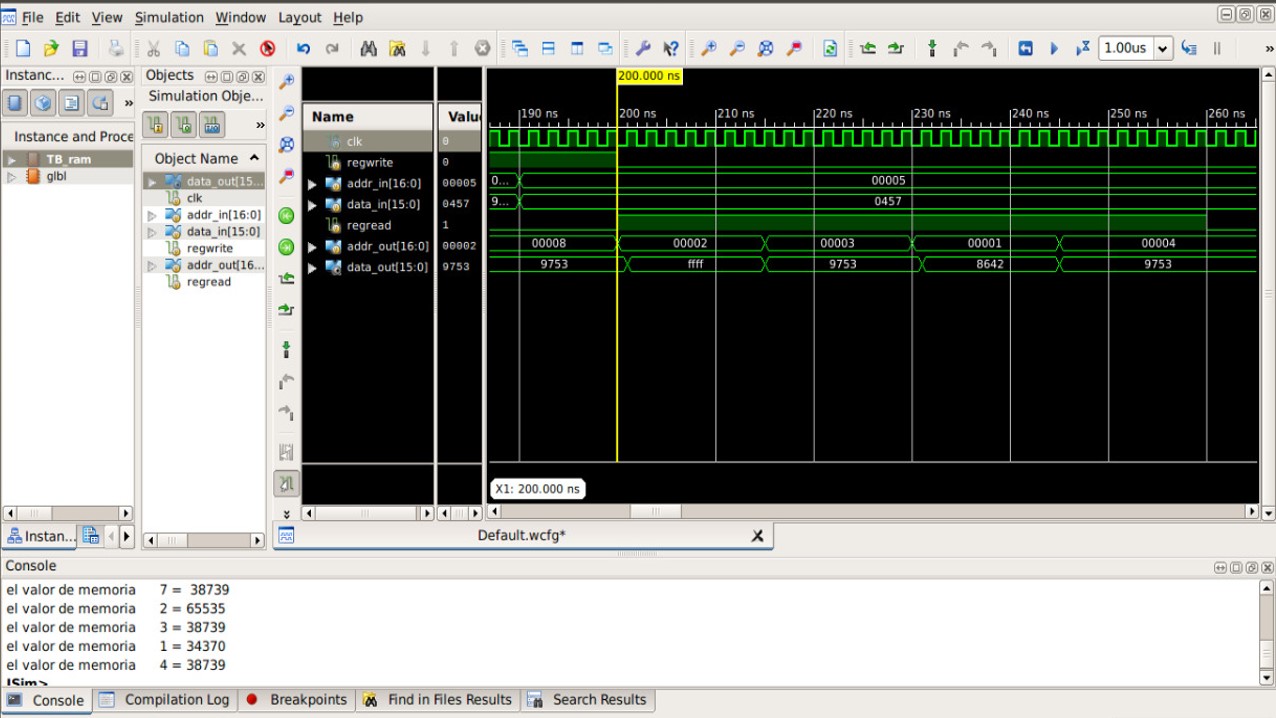 File Edit View Simulation Window Layout Help
1.00us
»
Instanc...
»
Instance and Proce
TB_ram
glbl
Instan...
Objects
Simulation Obje...
»
Object Name
data_out[15...
clk
addr_in[16:0]
data_in[15:0]
regwrite
addr_out[16...
regread
Name Valu
clk 0
regwrite 0
addr_in[16:0] 00005
data_in[15:0] 0457
regread 1
addr_out[16:0] 00002
data_out[15:0] 9753
200.000 ns
190 ns 200 ns 210 ns 220 ns 230 ns 240 ns 250 ns 260 ns
0... 00005
9... 0457
00008 00002 00003 00001 00004
9753 ffff 9753 8642 9753
X1: 200.000 ns
Default.wcfg*
Console
el valor de memoria 7 = 38739
el valor de memoria 2 = 65535
el valor de memoria 3 = 38739
el valor de memoria 1 = 34370
el valor de memoria 4 = 38739
ISim>
Console Compilation Log Breakpoints Find in Files Results Search Results